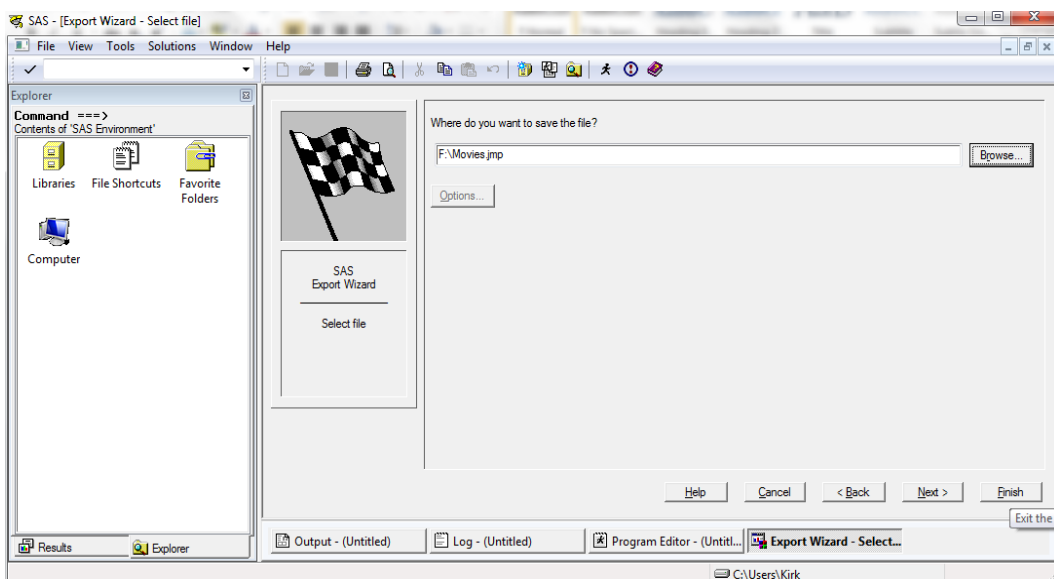 SAS - [Export Wizard - Select file]
File View Tools Solutions Window Help
Explorer
Command ===>
Contents of 'SAS Environment'
Libraries
File Shortcuts
Favorite Folders
Computer
Where do you want to save the file?
F:\Movies.jmp
Browse...
Options...
SAS
Export Wizard
Select file
Help
Cancel
< Back
Next >
Finish
Exit the
Results
Explorer
Output - (Untitled)
Log - (Untitled)
Program Editor - (Untitl...
Export Wizard - Select...
C:\Users\Kirk